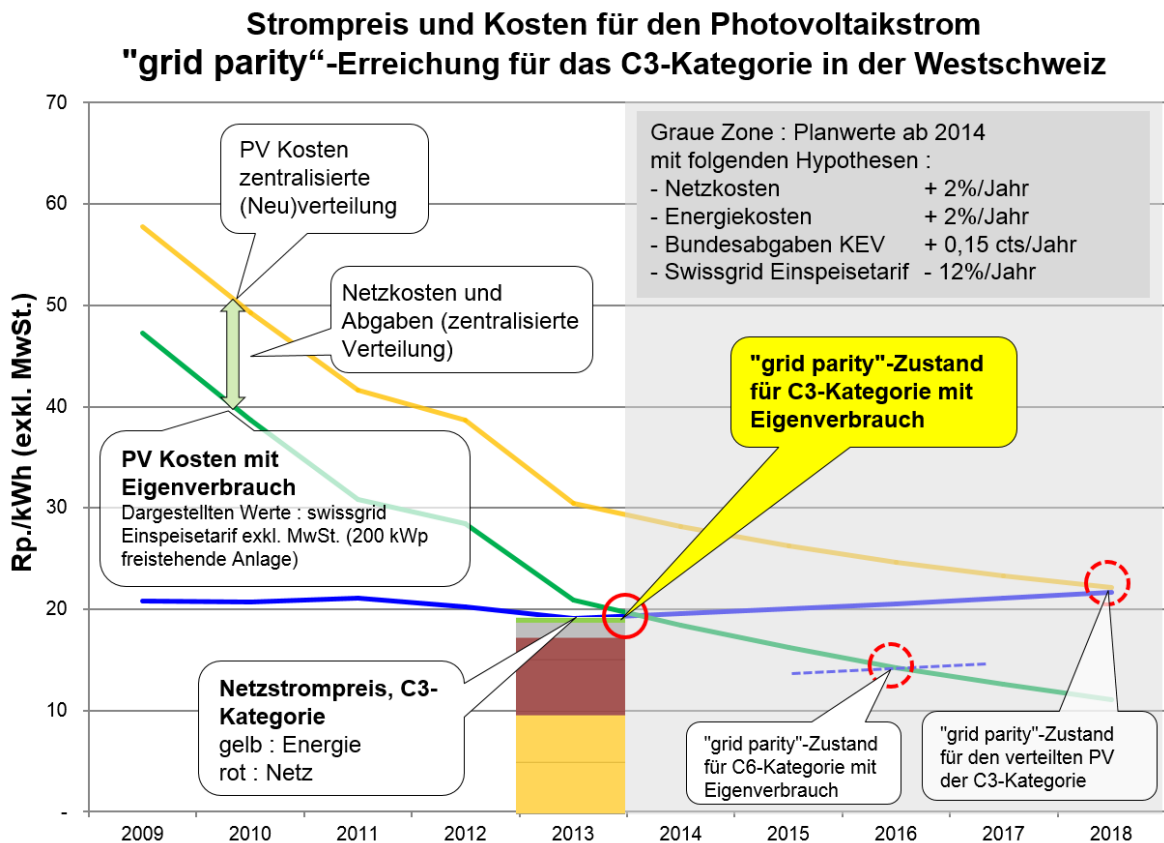 Strompreis und Kosten für den Photovoltaikstrom
"grid parity“-Erreichung für das C3-Kategorie in der Westschweiz
Rp./kWh (exkl. MwSt.)
70
60
50
40
30
20
10
-
PV Kosten
zentralisierte
(Neu)verteilung
Netzkosten und
Abgaben (zentralisierte
Verteilung)
PV Kosten mit
Eigenverbrauch
Dargestellten Werte : swissgrid
Einspeisetarif exkl. MwSt. (200 kWp
freistehende Anlage)
Graue Zone : Planwerte ab 2014
mit folgenden Hypothesen :
- Netzkosten + 2%/Jahr
- Energiekosten + 2%/Jahr
- Bundesabgaben KEV + 0,15 cts/Jahr
- Swissgrid Einspeisetarif - 12%/Jahr
"grid parity"-Zustand
für C3-Kategorie mit
Eigenverbrauch
Netzstrompreis, C3-
Kategorie
gelb : Energie
rot : Netz
"grid parity"-Zustand
für C6-Kategorie mit
Eigenverbrauch
"grid parity"-Zustand
für den verteilten PV
der C3-Kategorie
2009 2010 2011 2012 2013 2014 2015 2016 2017 2018